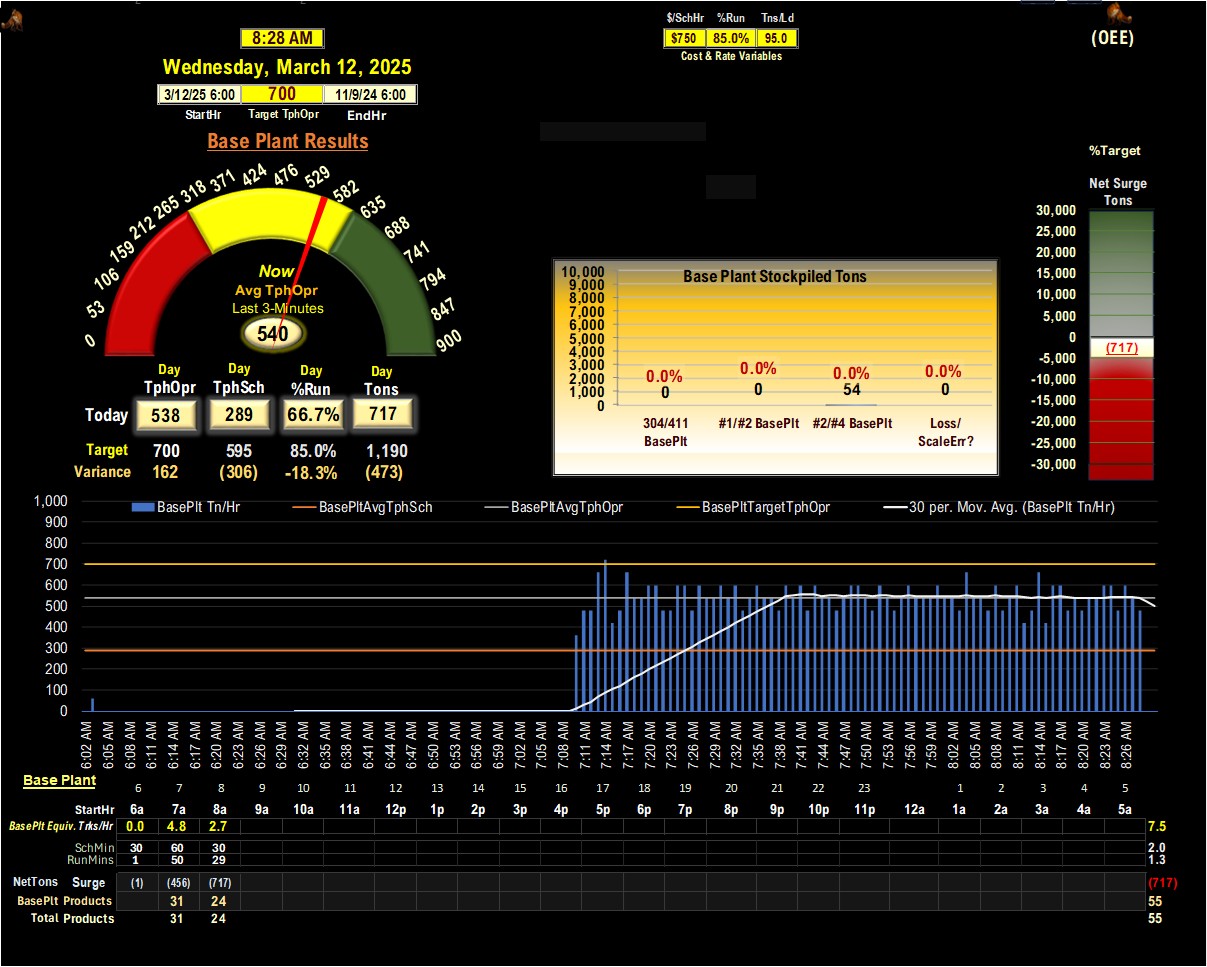 $/SchHr %Run Tns/Ld
8:28 AM
$750 85.0% 95.0
(OEE)
Cost & Rate Variables
Wednesday, March 12, 2025
3/12/25 6:00 700 11/9/24 6:00
StartHr Target TphOpr EndHr
Base Plant Results
%Target
Net Surge
Tons
0 53 106 159 212 265 318 371 424 476 529 582 635 688 741 794 847 900
Now
Avg TphOpr
Last 3-Minutes
540
Day Day Day Day
TphOpr TphSch %Run Tons
Today 538 289 66.7% 717
Target 700 595 85.0% 1,190
Variance 162 (306) -18.3% (473)
Base Plant Stockpiled Tons
10,000
9,000
8,000
7,000
6,000
5,000
4,000
3,000
2,000
1,000
0
0.0% 0.0% 0.0% 0.0%
0 0 54 0
304/411 BasePlt
#1/#2 BasePlt
#2/#4 BasePlt
Loss/ ScaleErr?
30,000
25,000
20,000
15,000
10,000
5,000
0
(717)
-5,000
-10,000
-15,000
-20,000
-25,000
-30,000
BasePlt Tn/Hr BasePltAvgTphSch BasePltAvgTphOpr BasePltTargetTphOpr 30 per. Mov. Avg. (BasePlt Tn/Hr)
1,000
900
800
700
600
500
400
300
200
100
0
6:02 AM 6:05 AM 6:08 AM 6:11 AM 6:14 AM 6:17 AM 6:20 AM 6:23 AM 6:26 AM 6:29 AM 6:32 AM 6:35 AM 6:38 AM 6:41 AM 6:44 AM 6:47 AM 6:50 AM 6:53 AM 6:56 AM 6:59 AM 7:02 AM 7:05 AM 7:08 AM 7:11 AM 7:14 AM 7:17 AM 7:20 AM 7:23 AM 7:26 AM 7:29 AM 7:32 AM 7:35 AM 7:38 AM 7:41 AM 7:44 AM 7:47 AM 7:50 AM 7:53 AM 7:56 AM 7:59 AM 8:02 AM 8:05 AM 8:08 AM 8:11 AM 8:14 AM 8:17 AM 8:20 AM 8:23 AM 8:26 AM
Base Plant
6 7 8 9 10 11 12 13 14 15 16 17 18 19 20 21 22 23 1 2 3 4 5
StartHr 6a 7a 8a 9a 10a 11a 12p 1p 2p 3p 4p 5p 6p 7p 8p 9p 10p 11p 12a 1a 2a 3a 4a 5a
BasePlt Equiv. Trks/Hr 0.0 4.8 2.7 7.5
SchMin 30 60 30 2.0
RunMins 1 50 29 1.3
NetTons Surge (1) (456) (717) (717)
BasePlt Products 31 24 55
Total Products 31 24 55